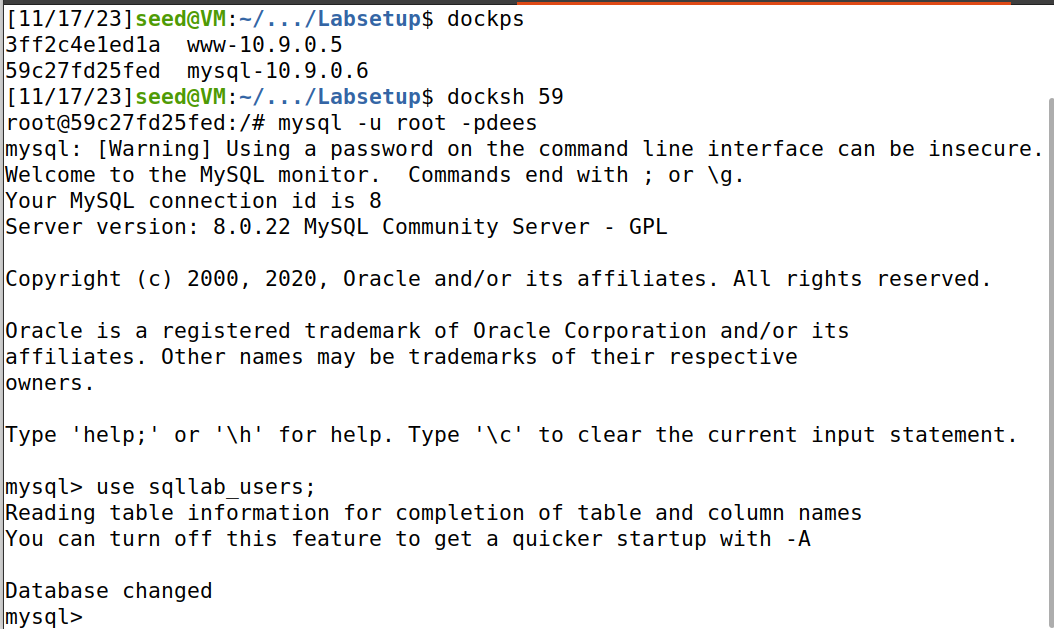 [11/17/23]seed@VM:~/.../Labsetup$ dockps
3ff2c4e1ed1a  www-10.9.0.5
59c27fd25fed  mysql-10.9.0.6
[11/17/23]seed@VM:~/.../Labsetup$ docksh 59
root@59c27fd25fed:/# mysql -u root -pdees
mysql: [Warning] Using a password on the command line interface can be insecure.
Welcome to the MySQL monitor.  Commands end with ; or \g.
Your MySQL connection id is 8
Server version: 8.0.22 MySQL Community Server - GPL

Copyright (c) 2000, 2020, Oracle and/or its affiliates. All rights reserved.

Oracle is a registered trademark of Oracle Corporation and/or its
affiliates. Other names may be trademarks of their respective
owners.

Type 'help;' or '\h' for help. Type '\c' to clear the current input statement.

mysql> use sqllab_users;
Reading table information for completion of table and column names
You can turn off this feature to get a quicker startup with -A

Database changed
mysql>